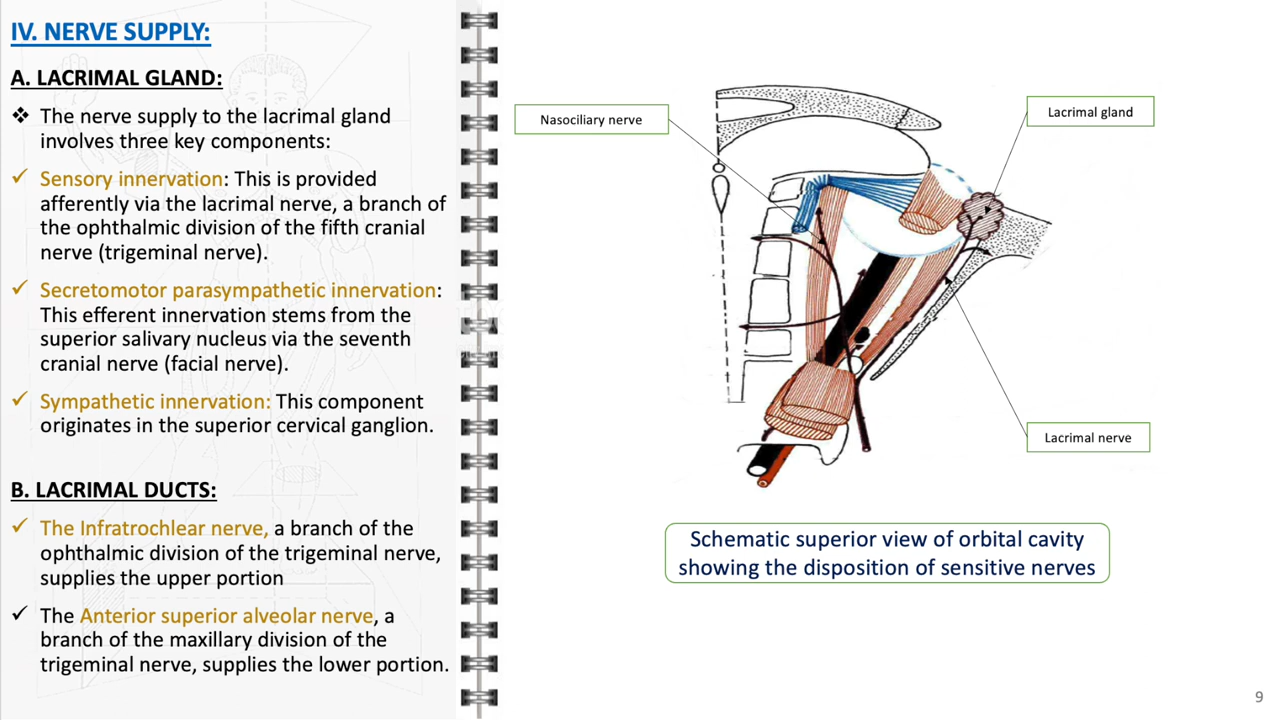 IV. NERVE SUPPLY:
A. LACRIMAL GLAND:
❖ The nerve supply to the lacrimal gland
involves three key components:
✓ Sensory innervation: This is provided
afferently via the lacrimal nerve, a branch of
the ophthalmic division of the fifth cranial
nerve (trigeminal nerve).
✓ Secretomotor parasympathetic innervation:
This efferent innervation stems from the
superior salivary nucleus via the seventh
cranial nerve (facial nerve).
✓ Sympathetic innervation: This component
originates in the superior cervical ganglion.
B. LACRIMAL DUCTS:
✓ The Infratrochlear nerve, a branch of the
ophthalmic division of the trigeminal nerve,
supplies the upper portion
✓ The Anterior superior alveolar nerve, a
branch of the maxillary division of the
trigeminal nerve, supplies the lower portion.
Nasociliary nerve
Lacrimal gland
Lacrimal nerve
Schematic superior view of orbital cavity
showing the disposition of sensitive nerves
9